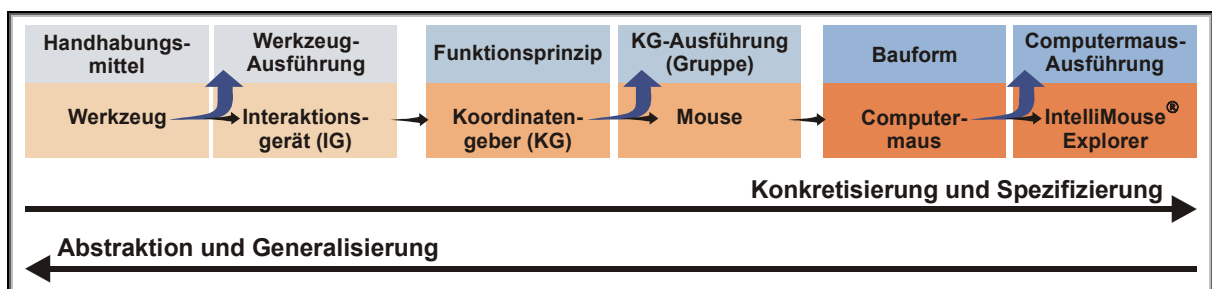 Handhabungs-
mittel
Werkzeug-
Ausführung
Funktionsprinzip
KG-Ausführung
(Gruppe)
Bauform
Computermaus-
Ausführung
Werkzeug
Interaktions-
gerät (IG)
Koordinaten-
geber (KG)
Mouse
Computer-
maus
IntelliMouse®
Explorer
Konkretisierung und Spezifizierung
Abstraktion und Generalisierung